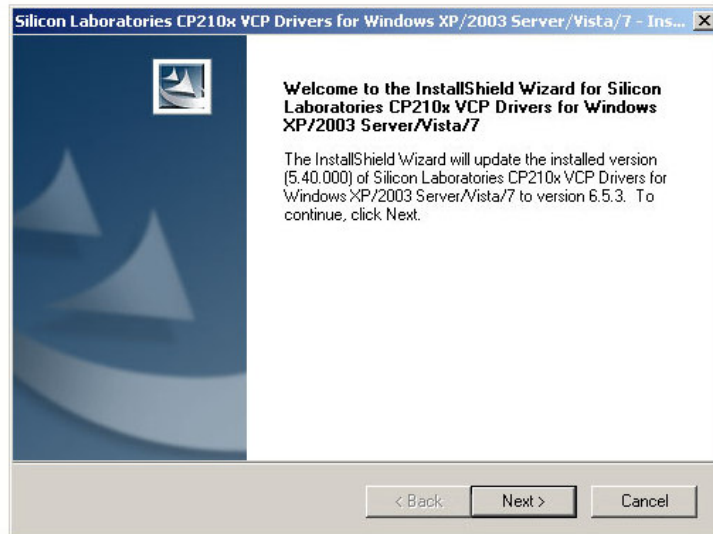 Silicon Laboratories CP210x VCP Drivers for Windows XP/2003 Server/Vista/7 - Ins...
Welcome to the InstallShield Wizard for Silicon
Laboratories CP210x VCP Drivers for Windows
XP/2003 Server/Vista/7
The InstallShield Wizard will update the installed version
(5.40.000) of Silicon Laboratories CP210x VCP Drivers for
Windows XP/2003 Server/Vista/7 to version 6.5.3. To
continue, click Next.
< Back Next > Cancel